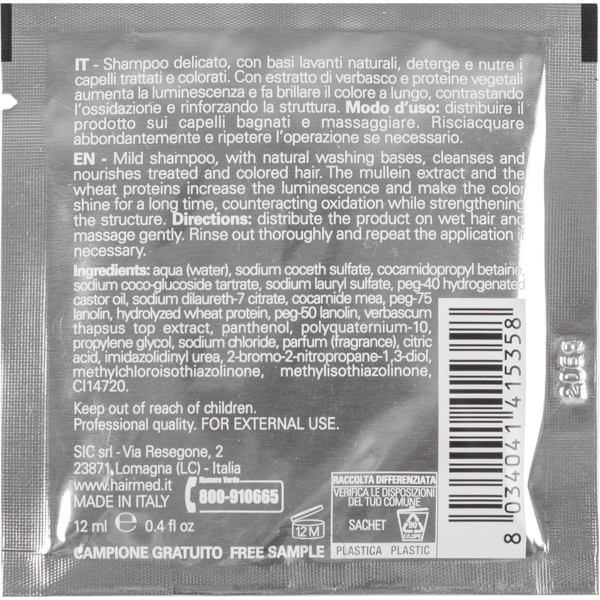 IT - Shampoo delicato, con basi lavanti naturali, deterge e nutre i
capelli trattati e colorati. Con estratto di verbasco e proteine vegetali
aumenta la luminescenza e fa brillare il colore a lungo, contrastando
l'ossidazione e rinforzando la struttura. Modo d'uso: distribuire il
prodotto sui capelli bagnati e massaggiare. Risciacquare
abbondantemente e ripetere l'operazione se necessario.
EN - Mild shampoo, with natural washing bases, cleanses and
nourishes treated and colored hair. The mullein extract and the
wheat proteins increase the luminescence and make the color
shine for a long time, counteracting oxidation while strengthening
the structure. Directions: distribute the product on wet hair and
massage gently. Rinse out thoroughly and repeat the application if
necessary.
Ingredients: aqua (water), sodium coceth sulfate, cocamidopropyl betaine,
sodium coco-glucoside tartrate, sodium lauryl sulfate, peg-40 hydrogenated
castor oil, sodium dilaureth-7 citrate, cocamide mea, peg-75
lanolin, hydrolyzed wheat protein, peg-50 lanolin, verbascum
thapsus top extract, panthenol, polyquaternium-10,
propylene glycol, sodium chloride, parfum (fragrance), citric
acid, imidazolidinyl urea, 2-bromo-2-nitropropane-1,3-diol,
methylchloroisothiazolinone, methylisothiazolinone,
CI14720.
Keep out of reach of children.
Professional quality. FOR EXTERNAL USE.
SIC srl - Via Resegone, 2
23871 Lomagna (LC) - Italia
www.hairmed.it
MADE IN ITALY
Numero Verde
800-910665
12 ml e 0.4 fl oz
12 M
CAMPIONE GRATUITO FREE SAMPLE
RACCOLTA DIFFERENZIATA
VERIFICA LE DISPOSIZIONI
DEL TUO COMUNE
SACHET
90
C/LDPE
PLASTICA PLASTIC
8 034041 415358